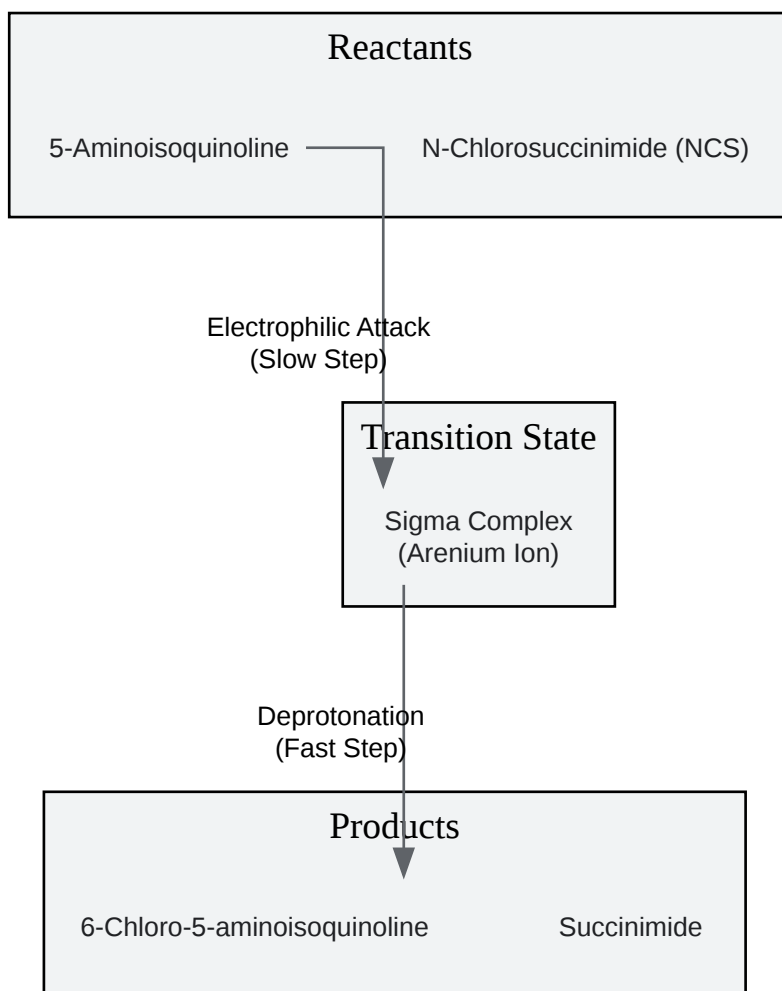 Reactants
5-Aminoisoquinoline
N-Chlorosuccinimide (NCS)
Electrophilic Attack
(Slow Step)
Transition State
Sigma Complex
(Arenium Ion)
Deprotonation
(Fast Step)
Products
6-Chloro-5-aminoisoquinoline
Succinimide